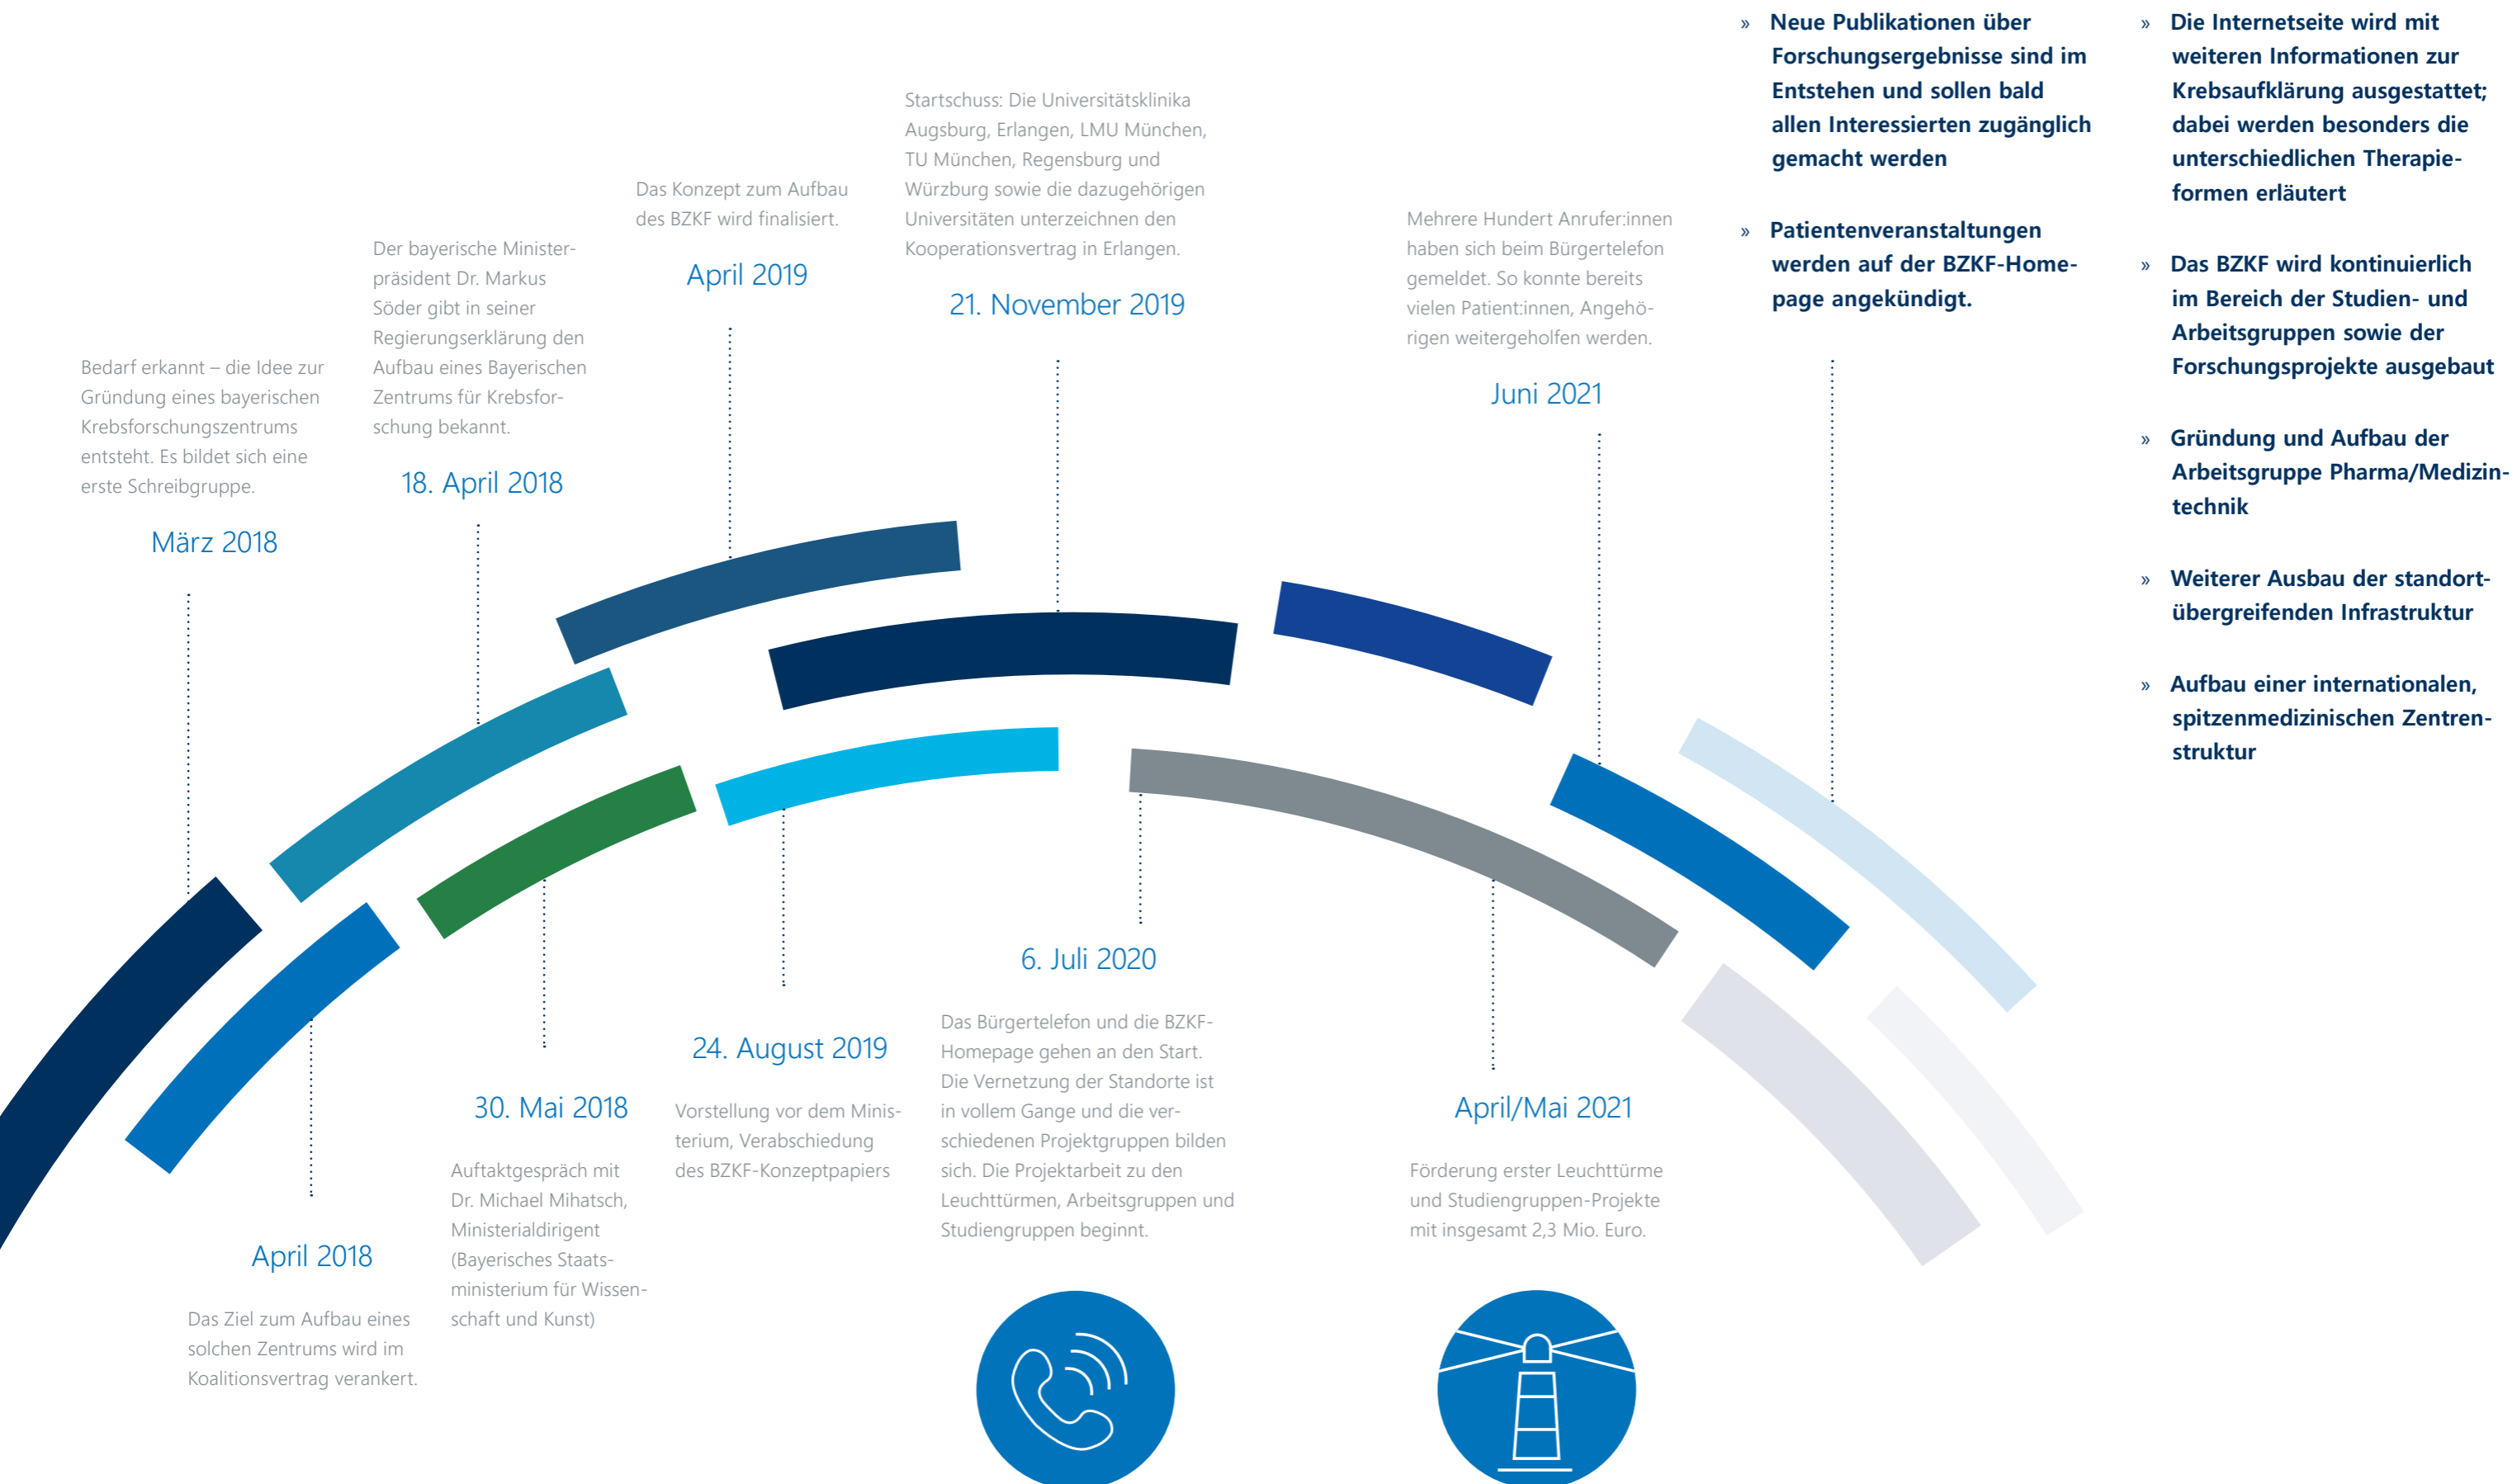 Bedarf erkannt – die Idee zur
Gründung eines bayerischen
Krebsforschungszentrums
entsteht. Es bildet sich eine
erste Schreibgruppe.
März 2018
Der bayerische Minister-
präsident Dr. Markus
Söder gibt in seiner
Regierungserklärung den
Aufbau eines Bayerischen
Zentrums für Krebsfor-
schung bekannt.
18. April 2018
Das Konzept zum Aufbau
des BZKF wird finalisiert.
April 2019
Startschuss: Die Universitätsklinika
Augsburg, Erlangen, LMU München,
TU München, Regensburg und
Würzburg sowie die dazugehörigen
Universitäten unterzeichnen den
Kooperationsvertrag in Erlangen.
21. November 2019
Mehrere Hundert Anrufer:innen
haben sich beim Bürgertelefon
gemeldet. So konnte bereits
vielen Patient:innen, Angehö-
rigen weitergeholfen werden.
Juni 2021
» Neue Publikationen über
Forschungsergebnisse sind im
Entstehen und sollen bald
allen Interessierten zugänglich
gemacht werden
» Patientenveranstaltungen
werden auf der BZKF-Home-
page angekündigt.
» Die Internetseite wird mit
weiteren Informationen zur
Krebsaufklärung ausgestattet;
dabei werden besonders die
unterschiedlichen Therapie-
formen erläutert
» Das BZKF wird kontinuierlich
im Bereich der Studien- und
Arbeitsgruppen sowie der
Forschungsprojekte ausgebaut
» Gründung und Aufbau der
Arbeitsgruppe Pharma/Medizin-
technik
» Weiterer Ausbau der standort-
übergreifenden Infrastruktur
» Aufbau einer internationalen,
spitzenmedizinischen Zentren-
struktur
April 2018
Das Ziel zum Aufbau eines
solchen Zentrums wird im
Koalitionsvertrag verankert.
30. Mai 2018
Auftaktgespräch mit
Dr. Michael Mihatsch,
Ministerialdirigent
(Bayerisches Staats-
ministerium für Wissen-
schaft und Kunst)
24. August 2019
Vorstellung vor dem Minis-
terium, Verabschiedung
des BZKF-Konzeptpapiers
6. Juli 2020
Das Bürgertelefon und die BZKF-
Homepage gehen an den Start.
Die Vernetzung der Standorte ist
in vollem Gange und die ver-
schiedenen Projektgruppen bilden
sich. Die Projektarbeit zu den
Leuchttürmen, Arbeitsgruppen und
Studiengruppen beginnt.
April/Mai 2021
Förderung erster Leuchttürme
und Studiengruppen-Projekte
mit insgesamt 2,3 Mio. Euro.